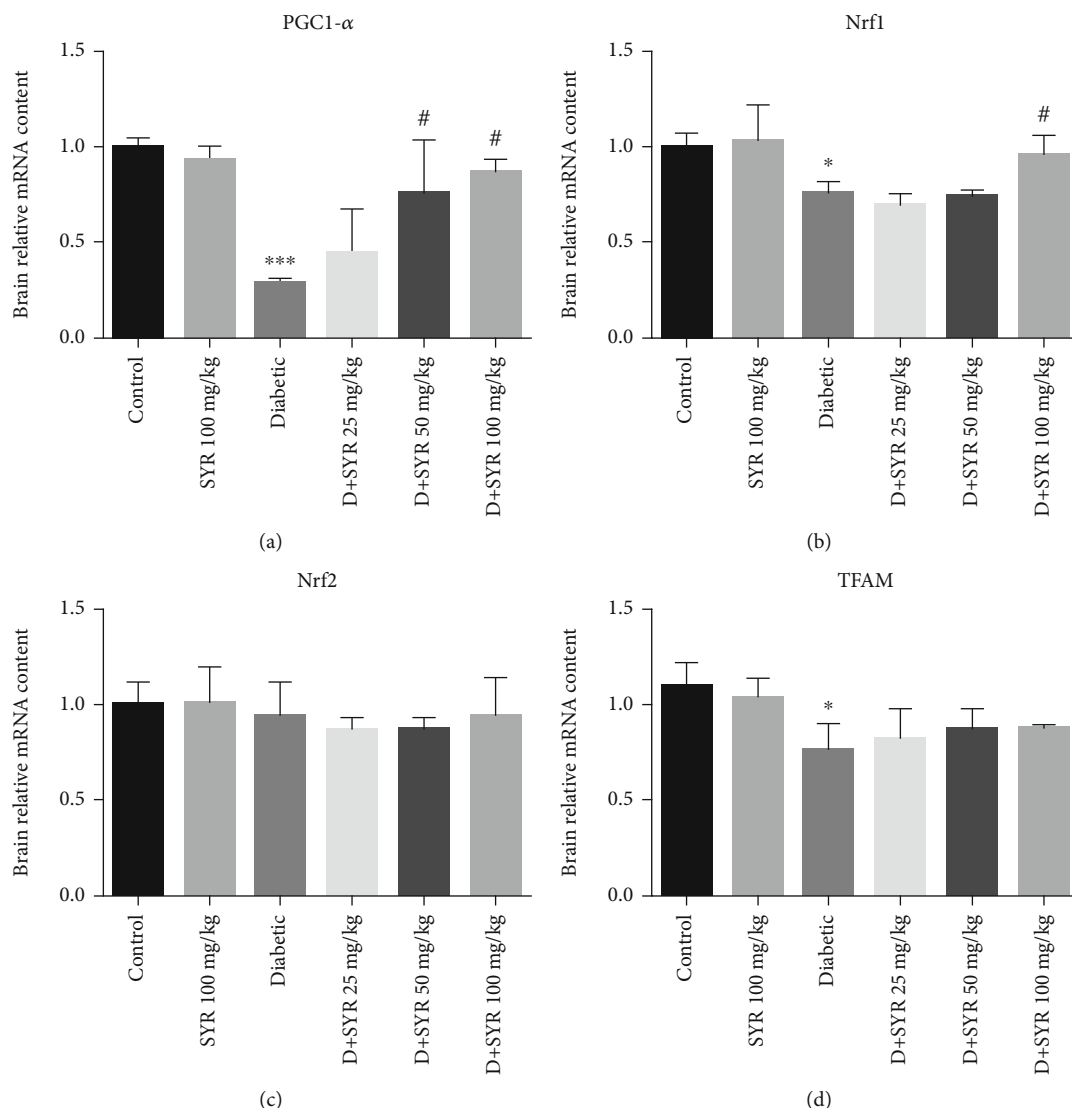 PGC1-α
Brain relative mRNA content
1.5
1.0
0.5
0.0
***
#
#
Control
SYR 100 mg/kg
Diabetic
D+SYR 25 mg/kg
D+SYR 50 mg/kg
D+SYR 100 mg/kg
(a)
Nrf1
Brain relative mRNA content
1.5
1.0
0.5
0.0
*
#
Control
SYR 100 mg/kg
Diabetic
D+SYR 25 mg/kg
D+SYR 50 mg/kg
D+SYR 100 mg/kg
(b)
Nrf2
Brain relative mRNA content
1.5
1.0
0.5
0.0
Control
SYR 100 mg/kg
Diabetic
D+SYR 25 mg/kg
D+SYR 50 mg/kg
D+SYR 100 mg/kg
(c)
TFAM
Brain relative mRNA content
1.5
1.0
0.5
0.0
*
Control
SYR 100 mg/kg
Diabetic
D+SYR 25 mg/kg
D+SYR 50 mg/kg
D+SYR 100 mg/kg
(d)